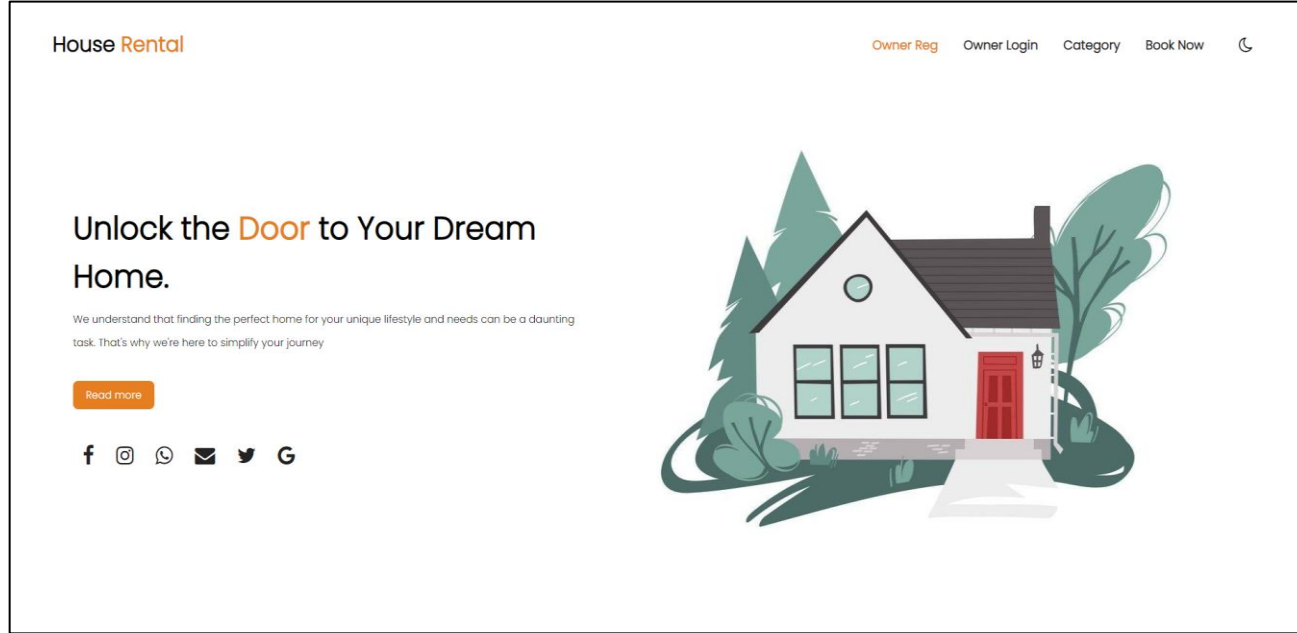 House Rental
Owner Reg Owner Login Category Book Now
Unlock the Door to Your Dream
Home.
We understand that finding the perfect home for your unique lifestyle and needs can be a daunting
task. That's why we're here to simplify your journey
Read more